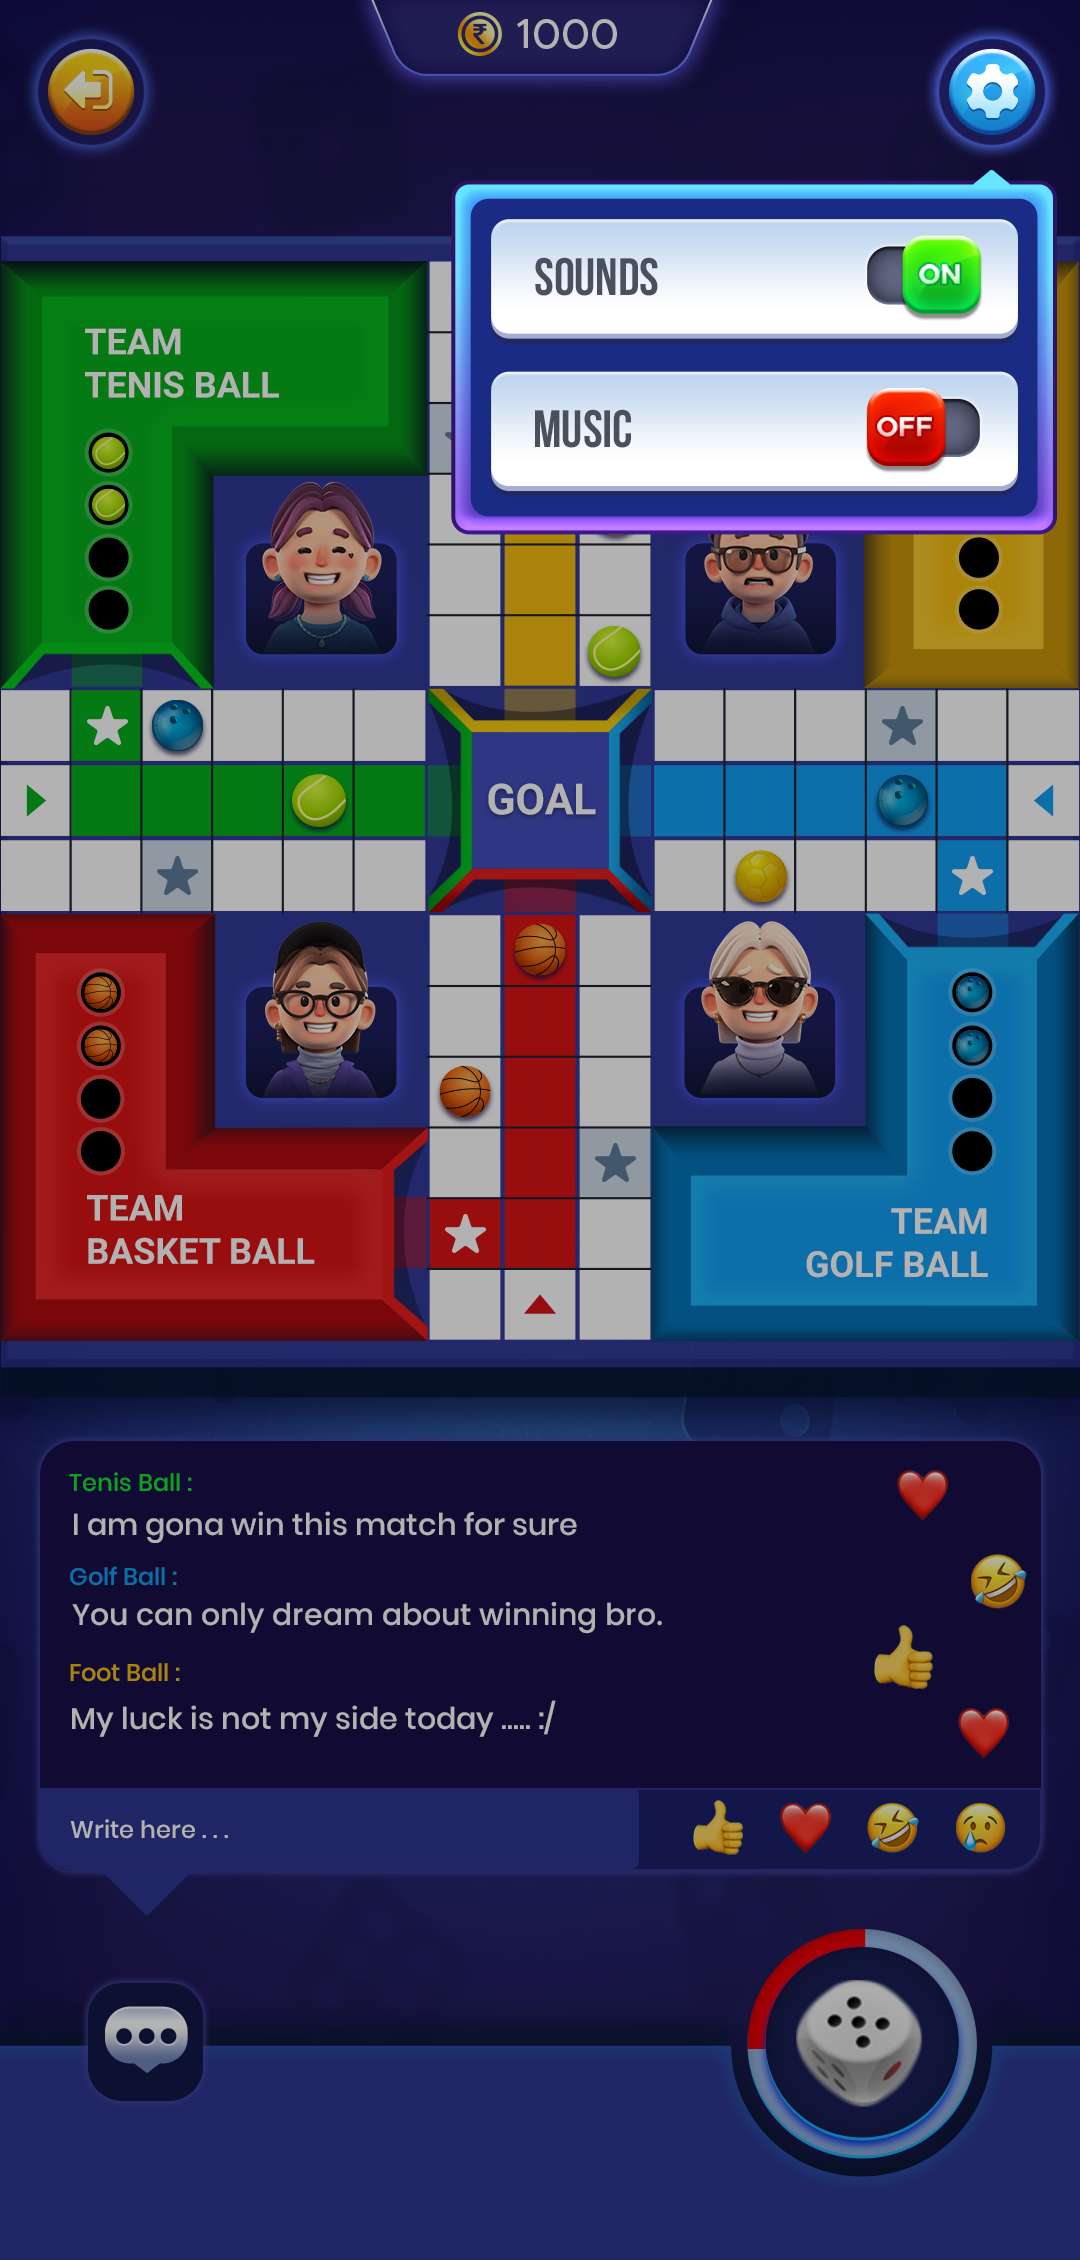 1000
SOUNDS
ON
MUSIC
OFF
TEAM
TENIS BALL
GOAL
TEAM
BASKET BALL
TEAM
GOLF BALL
Tenis Ball :
I am gona win this match for sure
Golf Ball :
You can only dream about winning bro.
Foot Ball :
My luck is not my side today ..... :/
Write here . . .